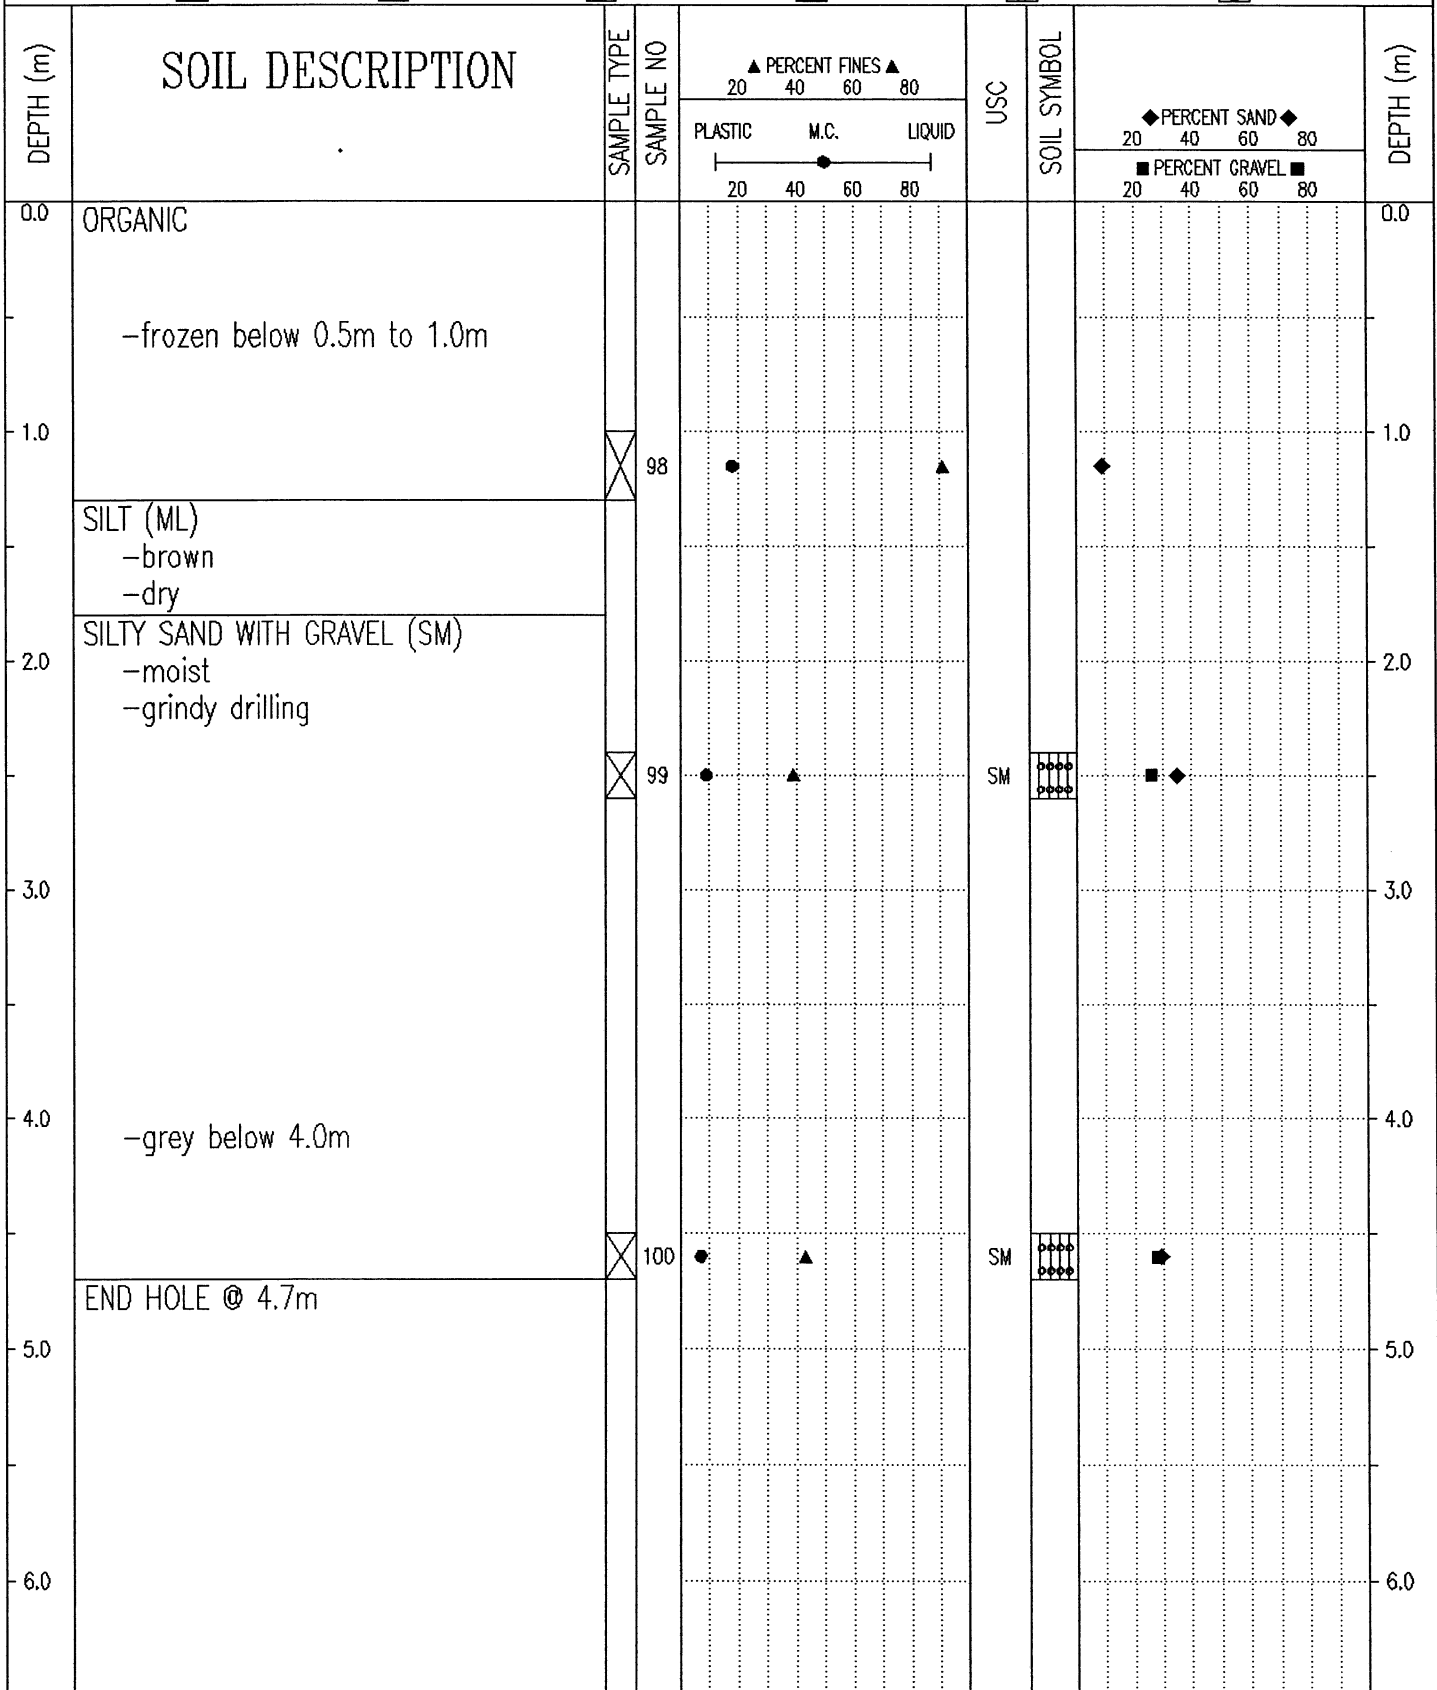 DEPTH (m)
SOIL DESCRIPTION
SAMPLE TYPE
SAMPLE NO
▲ PERCENT FINES ▲
20 40 60 80
PLASTIC M.C. LIQUID
20 40 60 80
USC
SOIL SYMBOL
◆PERCENT SAND◆
20 40 60 80
■ PERCENT GRAVEL ■
20 40 60 80
DEPTH (m)
0.0 ORGANIC 0.0
-frozen below 0.5m to 1.0m
1.0 1.0
98
SILT (ML)
-brown
-dry
SILTY SAND WITH GRAVEL (SM)
2.0 -moist 2.0
-grindy drilling
99 SM
3.0 3.0
4.0 4.0
-grey below 4.0m
100 SM
END HOLE @ 4.7m
5.0 5.0
6.0 6.0